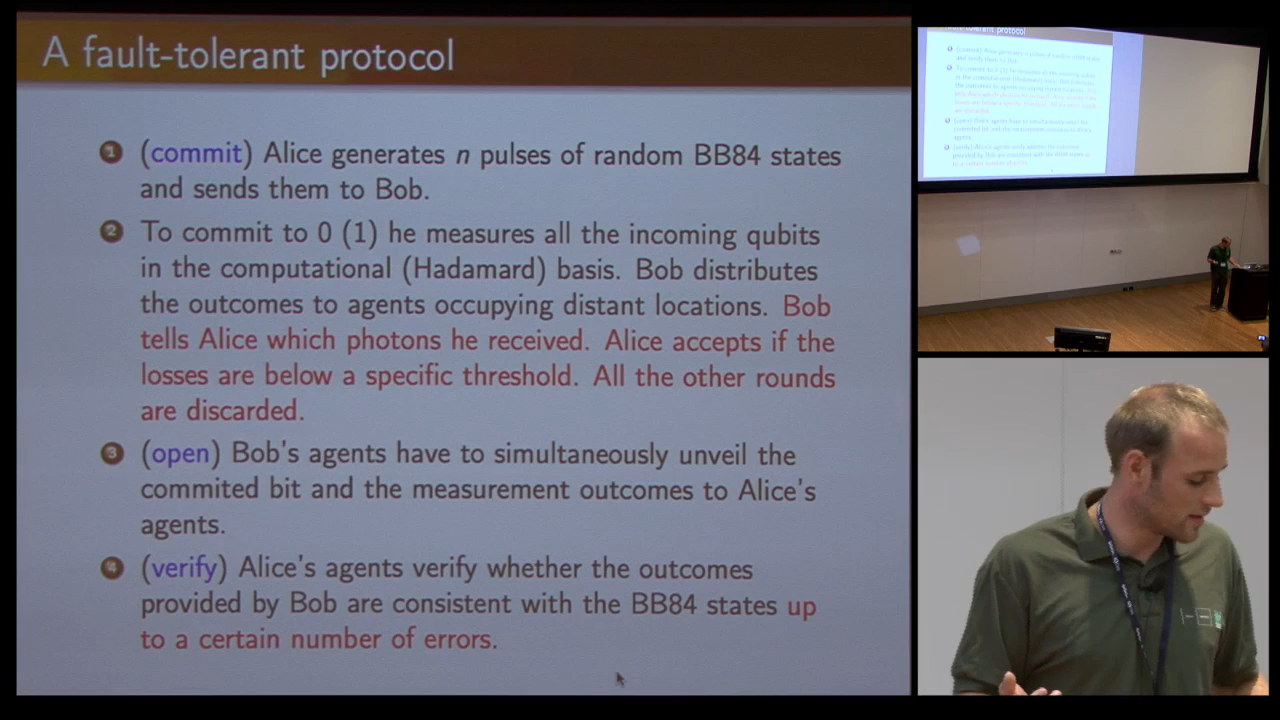 A fault-tolerant protocol
1 (commit) Alice generates n pulses of random BB84 states
and sends them to Bob.
2 To commit to 0 (1) he measures all the incoming qubits
in the computational (Hadamard) basis. Bob distributes
the outcomes to agents occupying distant locations. Bob
tells Alice which photons he received. Alice accepts if the
losses are below a specific threshold. All the other rounds
are discarded.
3 (open) Bob's agents have to simultaneously unveil the
commited bit and the measurement outcomes to Alice's
agents.
4 (verify) Alice's agents verify whether the outcomes
provided by Bob are consistent with the BB84 states up
to a certain number of errors.